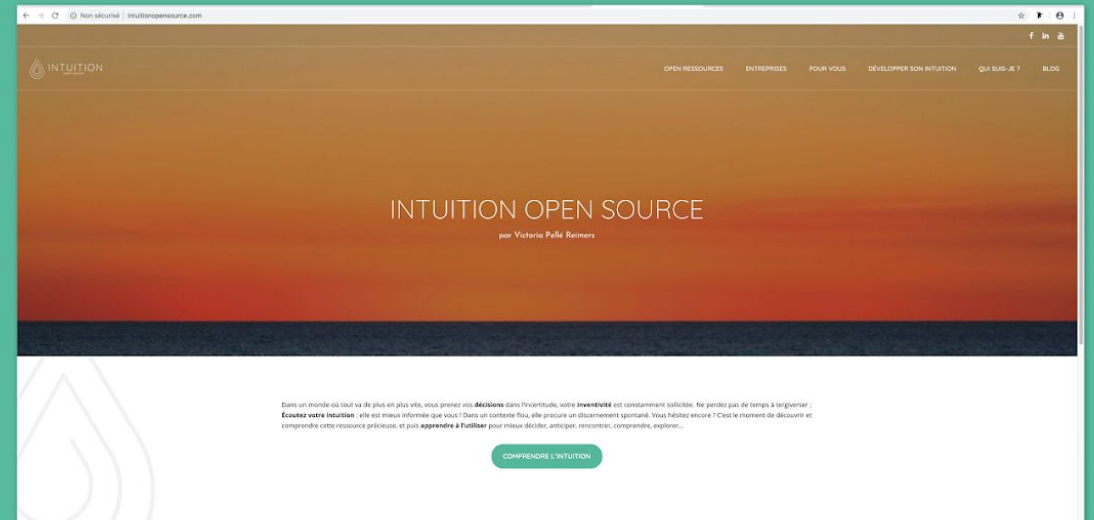 Non sécurisé | intuitionopensource.com
INTUITION
OPEN RESSOURCES ENTREPRISES POUR VOUS DÉVELOPPER SON INTUITION QUI SUIS-JE ? BLOG
INTUITION OPEN SOURCE
par Victoria Pellé Reimers
Dans un monde où tout va de plus en plus vite, vous prenez vos décisions dans l'incertitude, votre inventivité est constamment sollicitée. Ne perdez pas de temps à tergiverser :
Écoutez votre intuition : elle est mieux informée que vous ! Dans un contexte flou, elle procure un discernement spontané. Vous hésitez encore ? C'est le moment de découvrir et
comprendre cette ressource précieuse, et puis apprendre à l'utiliser pour mieux décider, anticiper, rencontrer, comprendre, explorer...
COMPRENDRE L'INTUITION